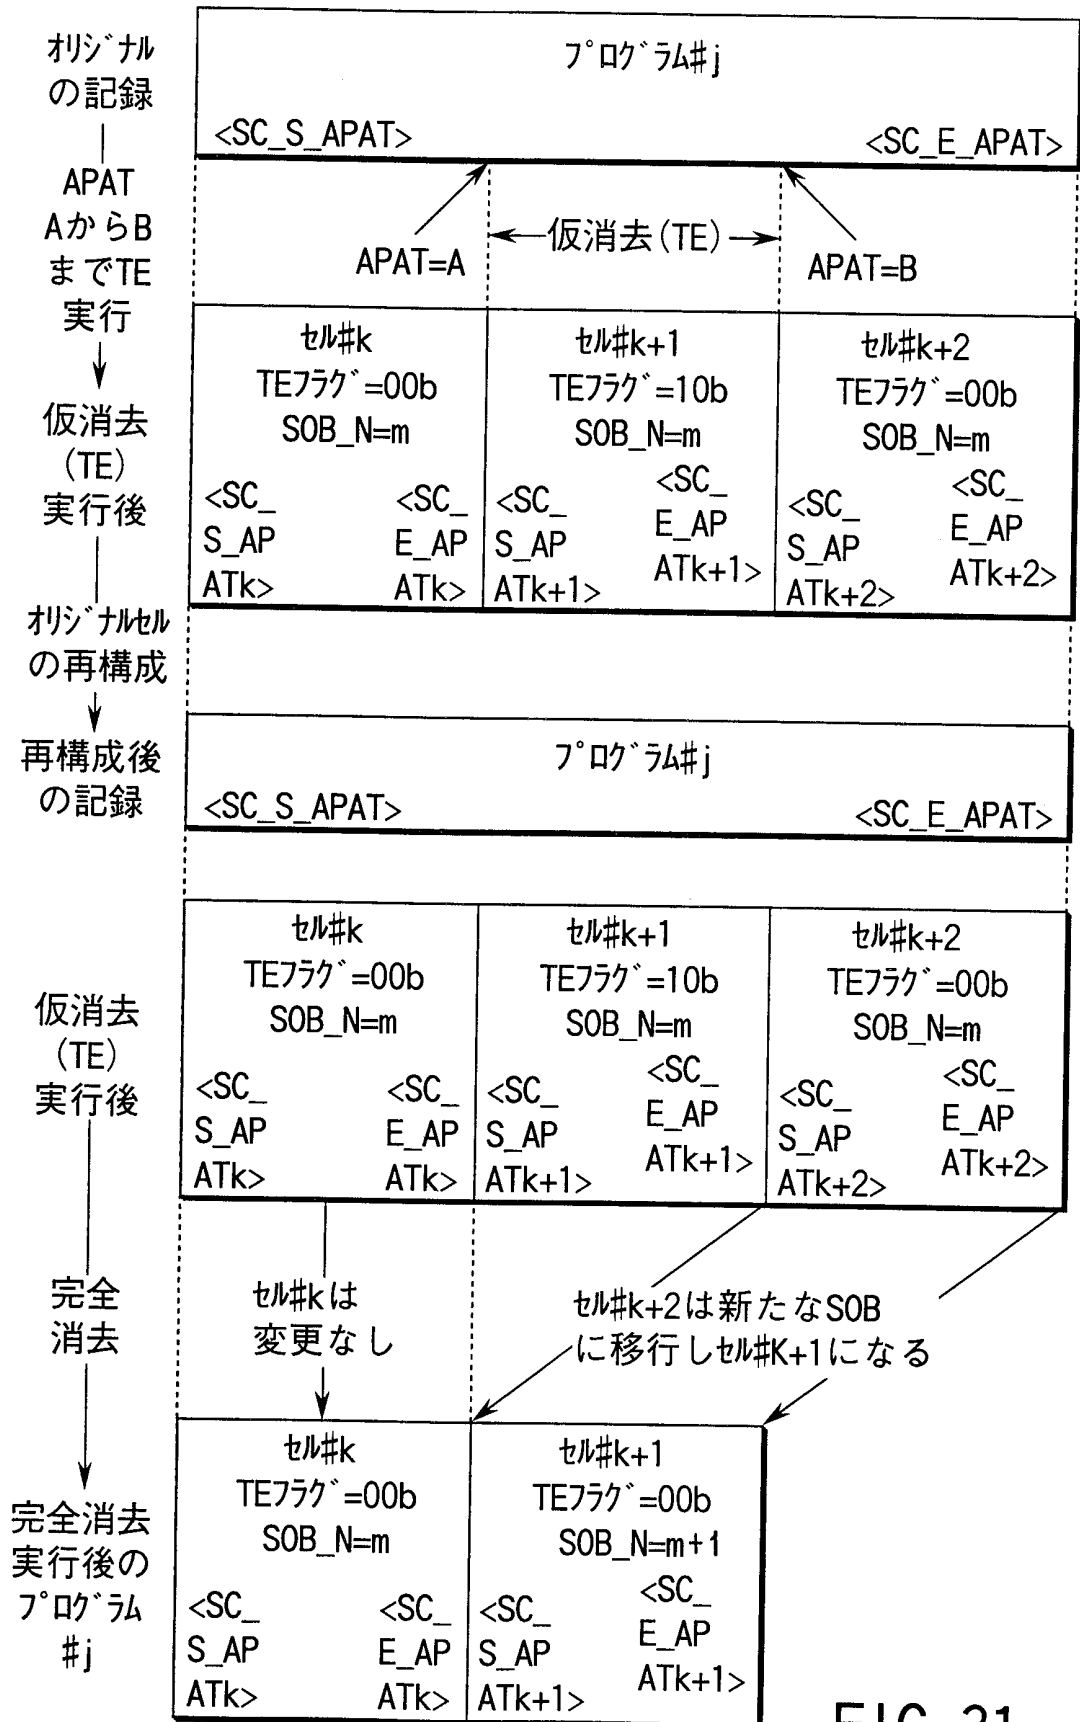 オリジナル
の記録
APAT
AからB
までTE
実行
仮消去
(TE)
実行後
オリジナルセル
の再構成
再構成後
の記録
プログラム#j
<SC_S_APAT>
<SC_E_APAT>
APAT=A
仮消去(TE)
APAT=B
セル#k
TEフラグ=00b
SOB_N=m
<SC_
S_AP
ATk>
<SC_
E_AP
ATk>
セル#k+1
TEフラグ=10b
SOB_N=m
<SC_
S_AP
ATk+1>
<SC_
E_AP
ATk+1>
セル#k+2
TEフラグ=00b
SOB_N=m
<SC_
S_AP
ATk+2>
<SC_
E_AP
ATk+2>
プログラム#j
<SC_S_APAT>
<SC_E_APAT>
仮消去
(TE)
実行後
セル#k
TEフラグ=00b
SOB_N=m
<SC_
S_AP
ATk>
<SC_
E_AP
ATk>
セル#k+1
TEフラグ=10b
SOB_N=m
<SC_
S_AP
ATk+1>
<SC_
E_AP
ATk+1>
セル#k+2
TEフラグ=00b
SOB_N=m
<SC_
S_AP
ATk+2>
<SC_
E_AP
ATk+2>
完全
消去
セル#kは
変更なし
セル#k+2は新たなSOB
に移行しセル#K+1になる
完全消去
実行後の
プログラム
#j
セル#k
TEフラグ=00b
SOB_N=m
<SC_
S_AP
ATk>
<SC_
E_AP
ATk>
セル#k+1
TEフラグ=00b
SOB_N=m+1
<SC_
S_AP
ATk+1>
<SC_
E_AP
ATk+1>
FIG. 21